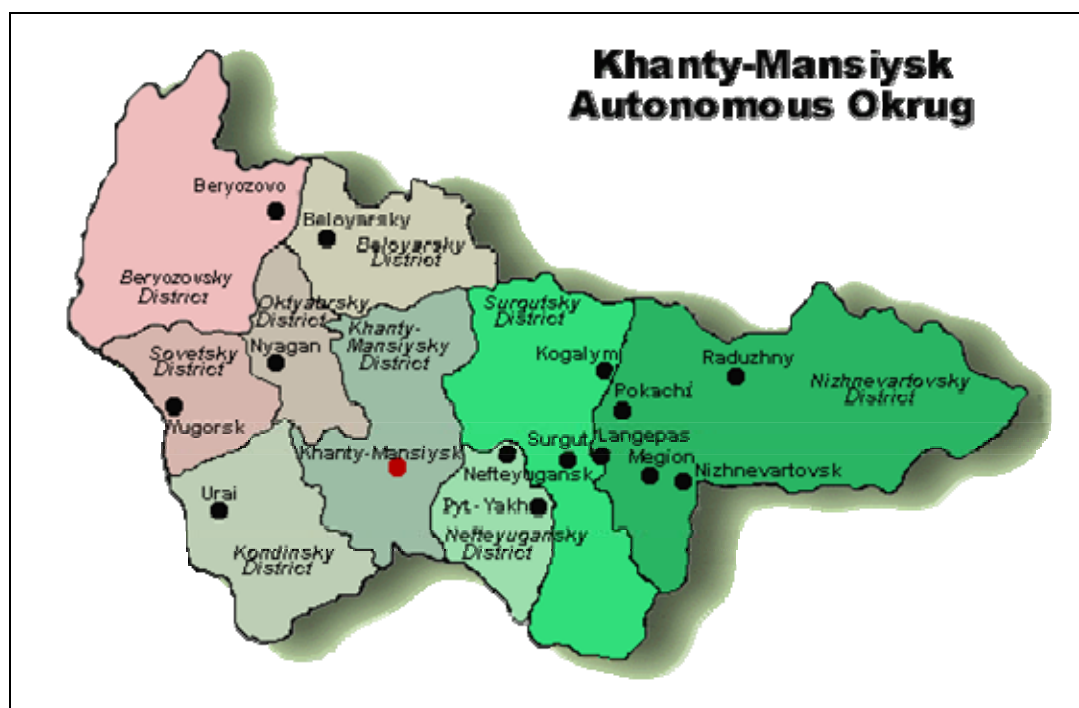 Khanty-Mansiysk
Autonomous Okrug
Beryozovo
Beloyarsky
Beloyarsky
District
Beryozovsky
District
Oktyabrsky
District
Surgutsky
District
Khanty-
Mansiysky
District
Sovetsky
District
Nyagan
Kogalym
Raduzhny
Nizhnevartovsky
District
Pokachi
Yugorsk
Khanty-Mansiysk
Surgut
Langepas
Nefteyugansk
Megion
Nizhnevartovsk
Urai
Pyt-Yakh
Nefteyugansky
District
Kondinsky
District